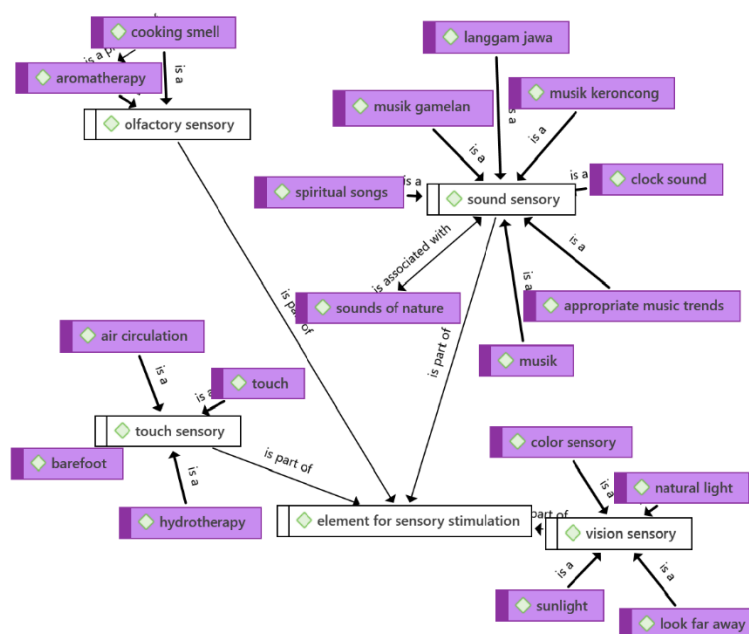 cooking smell
is a p
is a
aromatherapy
olfactory sensory
langgam jawa
is a
musik gamelan
is a
musik keroncong
is a
spiritual songs
is a
sound sensory
is a
clock sound
is associated with
is a
is a
sounds of nature
appropriate music trends
musik
is part of
is part of
air circulation
is a
touch
is a
touch sensory
barefoot
is a
hydrotherapy
is part of
element for sensory stimulation
color sensory
is a
natural light
is a
part of
vision sensory
is a
is a
sunlight
look far away